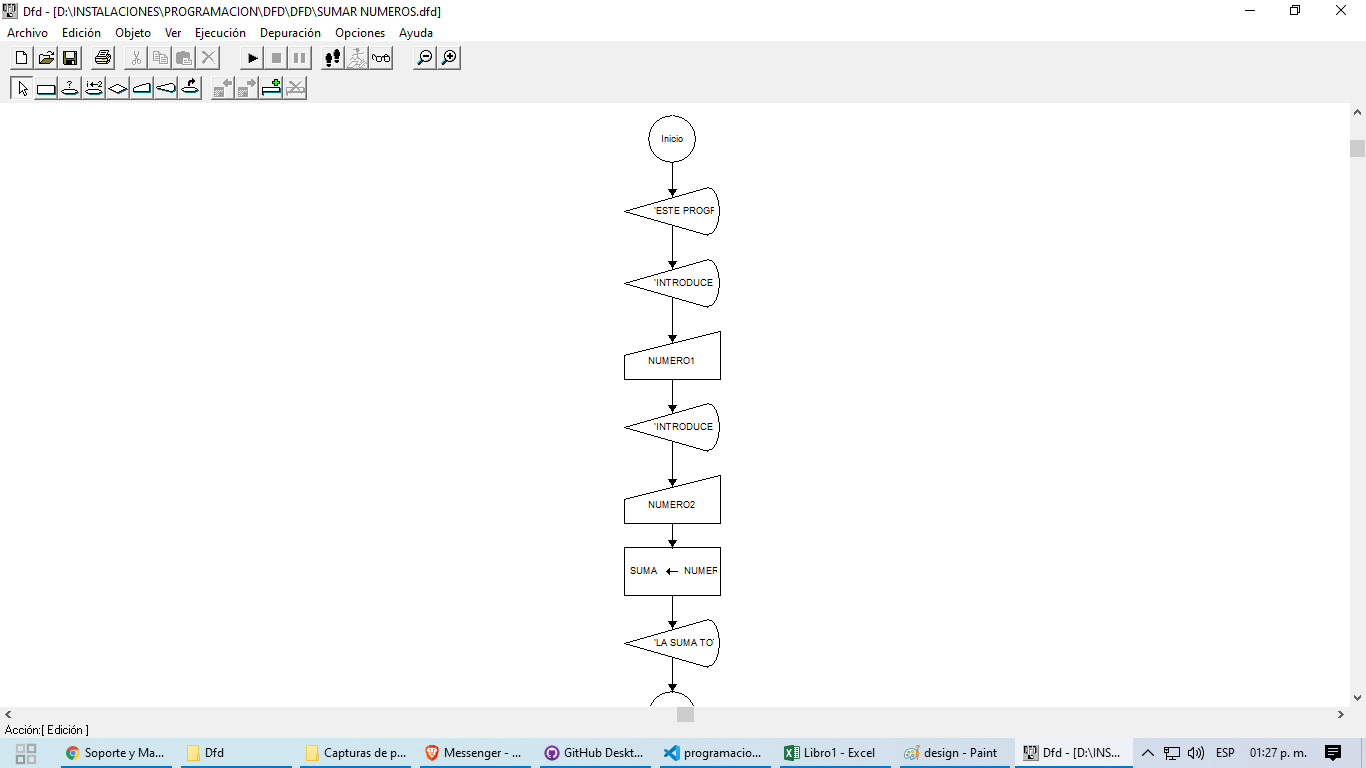 Dfd - [D:\INSTALACIONES\PROGRAMACION\DFD\DFD\SUMAR NUMEROS.dfd]
Archivo Edición Objeto Ver Ejecución Depuración Opciones Ayuda
Inicio
'ESTE PROGR
'INTRODUCE
NUMERO1
'INTRODUCE
NUMERO2
SUMA ← NUMER
'LA SUMA TO
Acción:[ Edición ]
Soporte y Ma... Dfd Capturas de p... Messenger - ... GitHub Deskt... programacio... Libro1 - Excel design - Paint Dfd - [D:\INS... ESP 01:27 p. m.